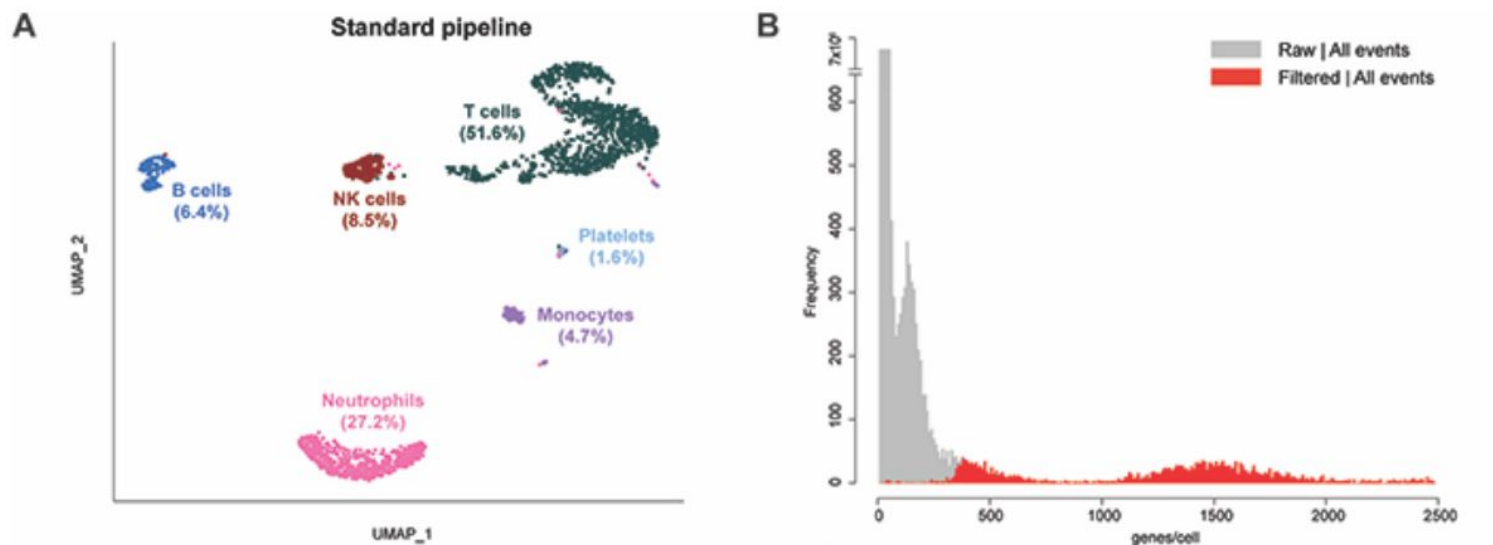 A
Standard pipeline
T cells
(51.6%)
B cells
(6.4%)
NK cells
(8.5%)
Platelets
(1.6%)
Monocytes
(4.7%)
Neutrophils
(27.2%)
UMAP_2
UMAP_1
B
Raw | All events
Filtered | All events
Frequency
600
500
400
300
200
100
0
0 500 1000 1500 2000 2500
genes/cell